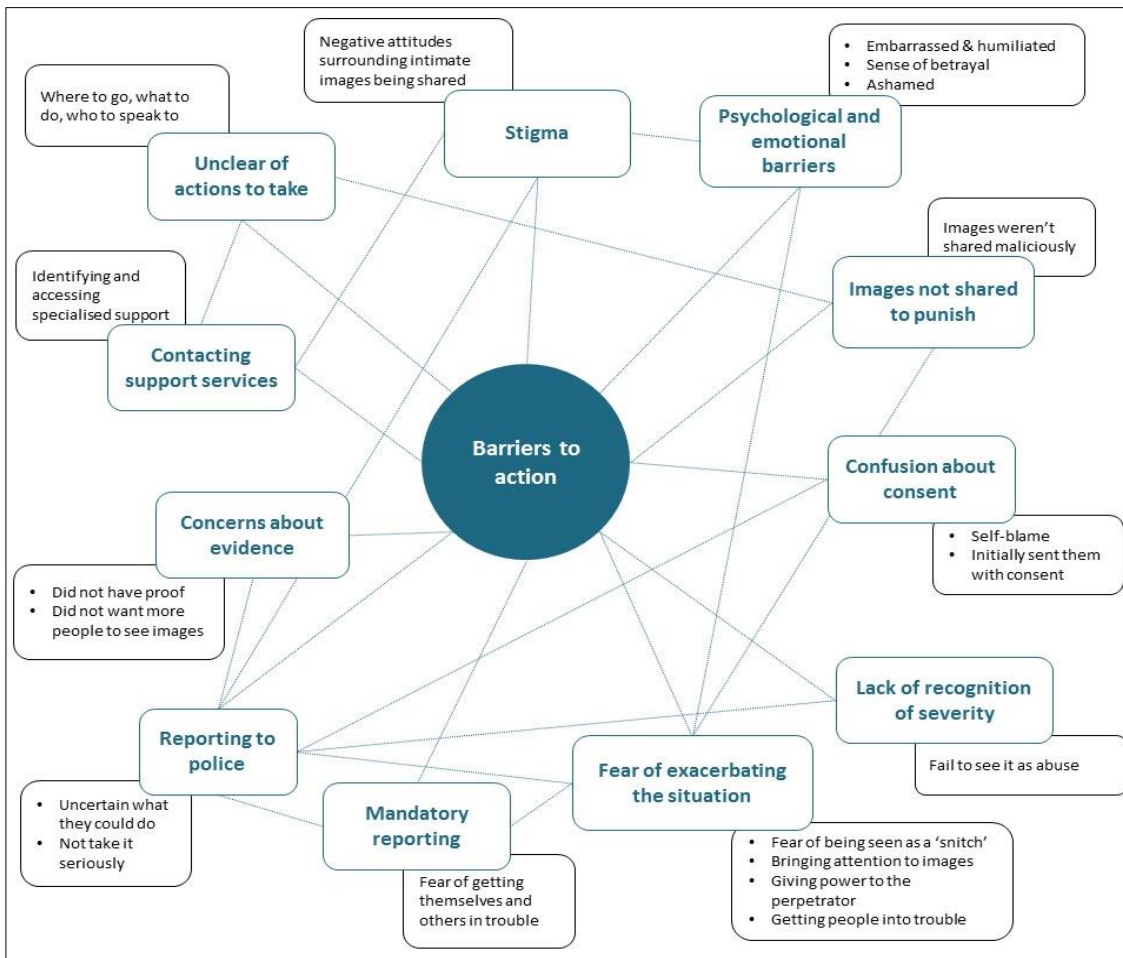 Negative attitudes
surrounding intimate
images being shared
Stigma
• Embarrassed & humiliated
• Sense of betrayal
• Ashamed
Psychological and
emotional
barriers
Where to go, what to
do, who to speak to
Unclear of
actions to take
Images weren’t
shared maliciously
Images not shared
to punish
Identifying and
accessing
specialised support
Contacting
support services
Barriers to
action
Confusion about
consent
• Self-blame
• Initially sent them
with consent
Concerns about
evidence
• Did not have proof
• Did not want more
people to see images
Lack of recognition
of severity
Fail to see it as abuse
Reporting to
police
• Uncertain what
they could do
• Not take it
seriously
Mandatory
reporting
Fear of getting
themselves and
others in trouble
Fear of exacerbating
the situation
• Fear of being seen as a ‘snitch’
• Bringing attention to images
• Giving power to the
perpetrator
• Getting people into trouble